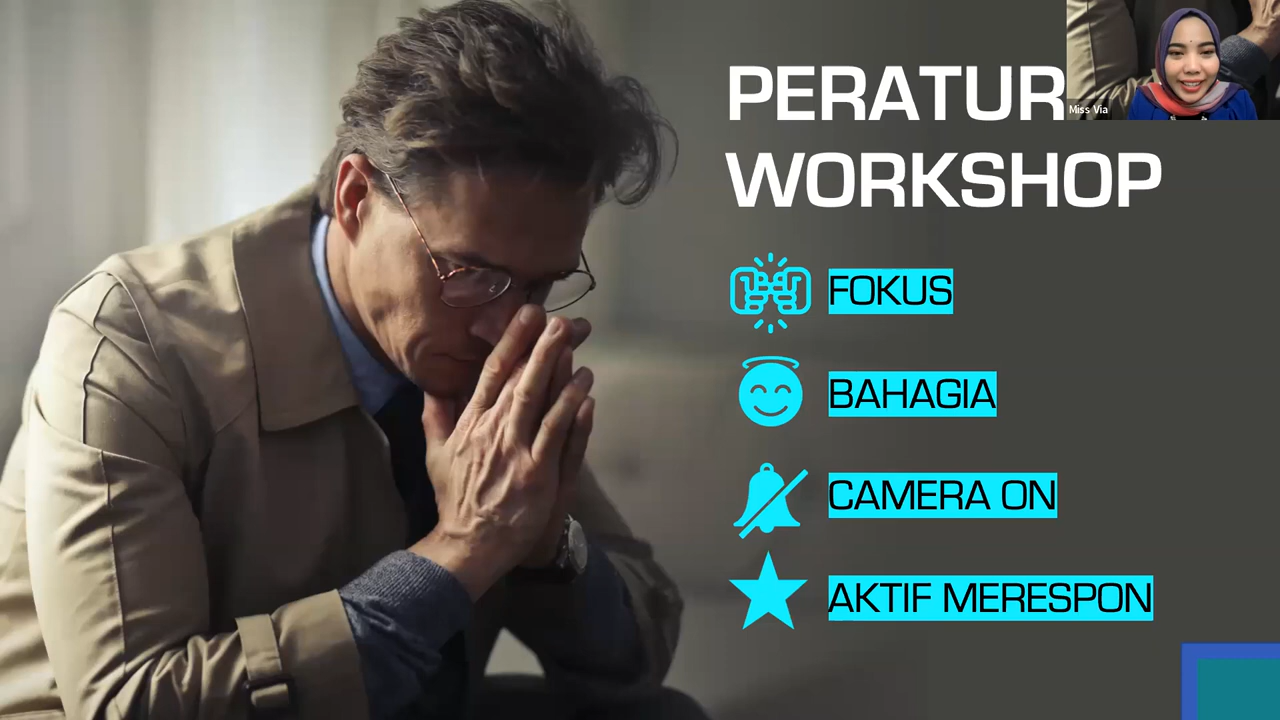 PERATUR
WORKSHOP
Miss Via
FOKUS
BAHAGIA
CAMERA ON
AKTIF MERESPON